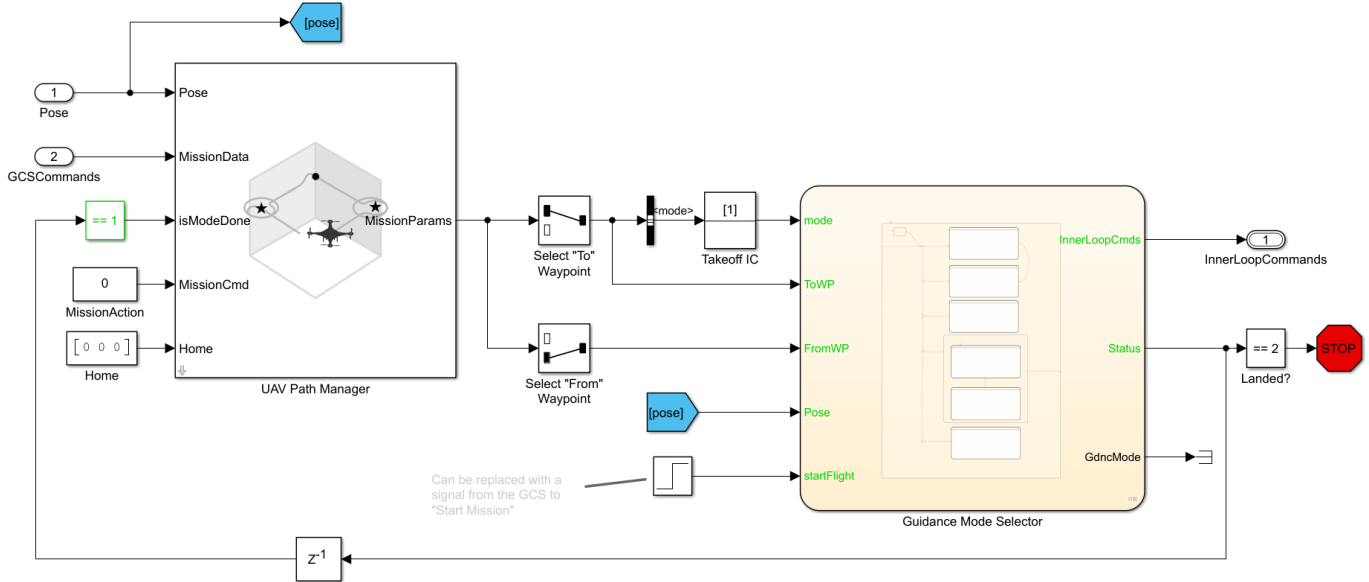 [pose]
1
Pose
Pose
2
GCSCommands
MissionData
== 1
isModeDone
MissionParams
0
MissionAction
MissionCmd
[ 0 0 0 ]
Home
Home
UAV Path Manager
Select "To"
Waypoint
<mode>
[1]
Takeoff IC
Select "From"
Waypoint
[pose]
Can be replaced with a
signal from the GCS to
"Start Mission"
mode
ToWP
FromWP
Pose
startFlight
InnerLoopCmds
Status
GdncMode
Guidance Mode Selector
1
InnerLoopCommands
== 2
Landed?
STOP
Z-1